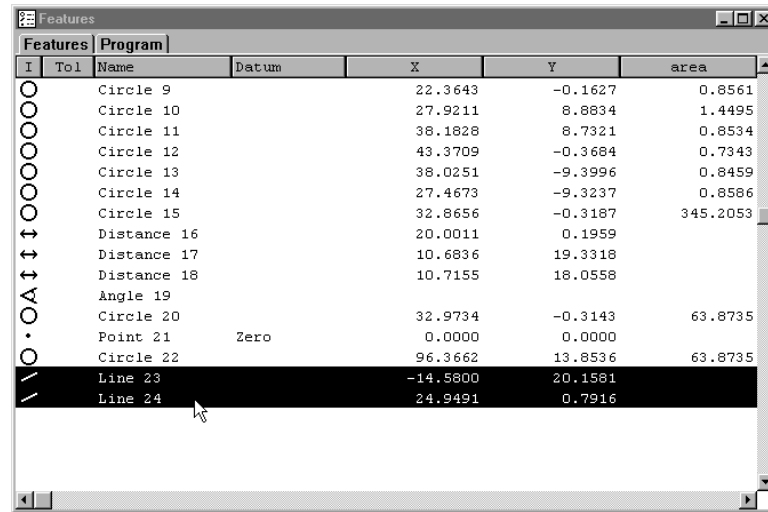 Features
Features Program
I Tol Name Datum X Y area
Circle 9 22.3643 -0.1627 0.8561
Circle 10 27.9211 8.8834 1.4495
Circle 11 38.1828 8.7321 0.8534
Circle 12 43.3709 -0.3684 0.7343
Circle 13 38.0251 -9.3996 0.8459
Circle 14 27.4673 -9.3237 0.8586
Circle 15 32.8656 -0.3187 345.2053
Distance 16 20.0011 0.1959
Distance 17 10.6836 19.3318
Distance 18 10.7155 18.0558
Angle 19
Circle 20 32.9734 -0.3143 63.8735
Point 21 Zero 0.0000 0.0000
Circle 22 96.3662 13.8536 63.8735
Line 23 -14.5800 20.1581
Line 24 24.9491 0.7916